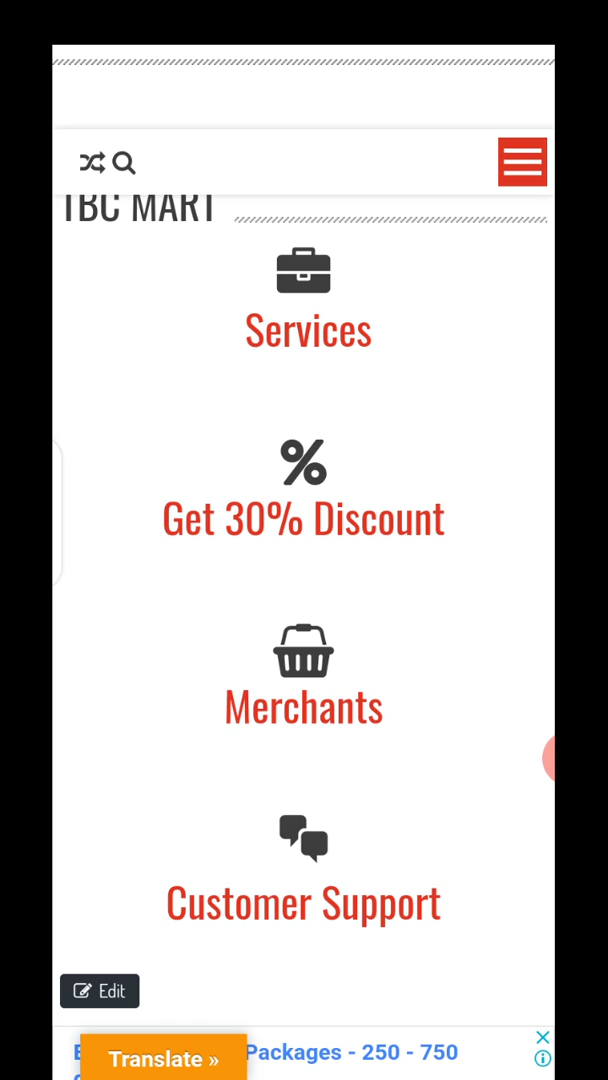 TBC MART
Services
Get 30% Discount
Merchants
Customer Support
Edit
Packages - 250 - 750
Translate »